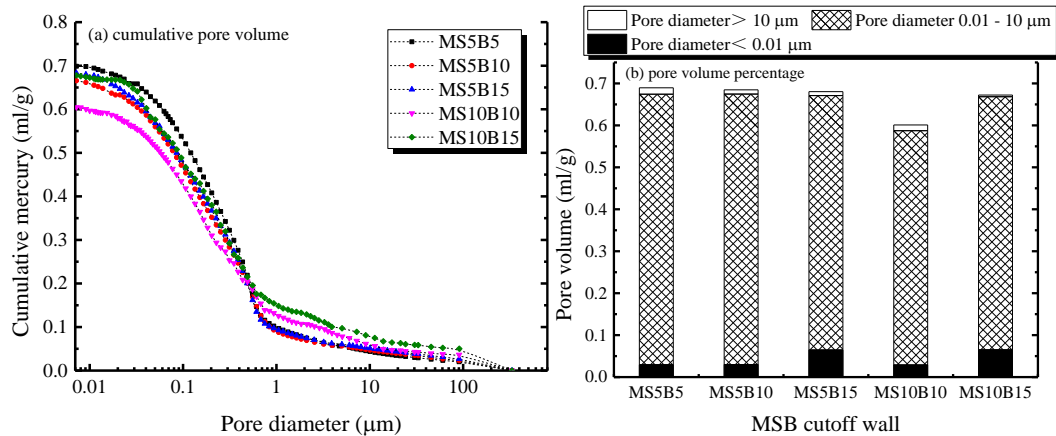 (a) cumulative pore volume
MS5B5
MS5B10
MS5B15
MS10B10
MS10B15
0.8
0.7
0.6
0.5
0.4
0.3
0.2
0.1
0.0
Cumulative mercury (ml/g)
0.01 0.1 1 10 100
Pore diameter (μm)
Pore diameter＞ 10 μm
Pore diameter 0.01 - 10 μm
Pore diameter＜ 0.01 μm
(b) pore volume percentage
0.7
0.6
0.5
0.4
0.3
0.2
0.1
0.0
Pore volume (ml/g)
MS5B5 MS5B10 MS5B15 MS10B10 MS10B15
MSB cutoff wall